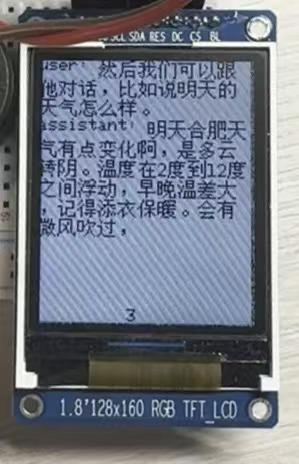 SCL SDA RES DC CS BL
user: 然后我们可以跟
他对话，比如说明天的
天气怎么样。
assistant: 明天合肥天
气有点变化啊，是多云
转阴。温度在2度到12度
之间浮动，早晚温差大
，记得添衣保暖。会有
微风吹过，
3
1.8'128x160 RGB TFT LCD